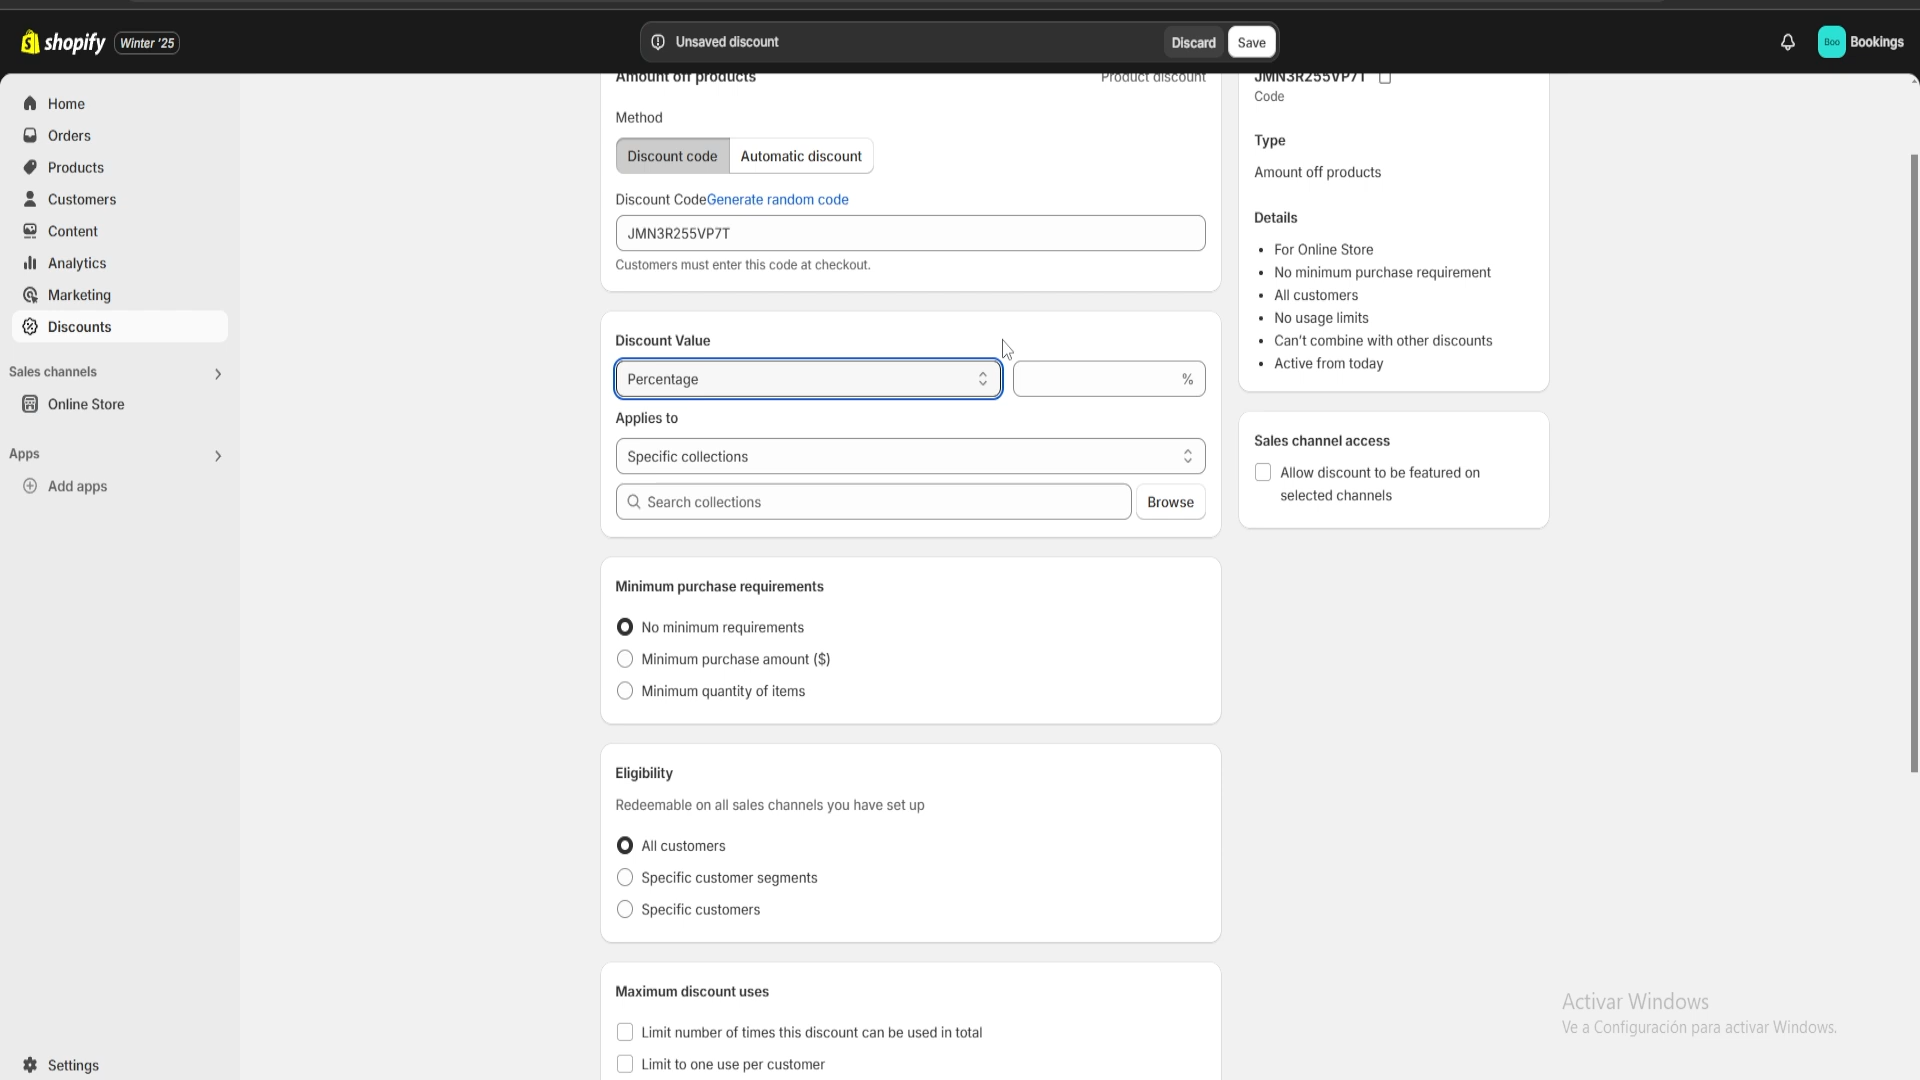 shopify Winter '25
Unsaved discount
Discard
Save
Boo
Bookings
Home
Orders
Products
Customers
Content
Analytics
Marketing
Discounts
Sales channels
Online Store
Apps
Add apps
Settings
Amount off products
Product discount
Method
Discount code
Automatic discount
Discount CodeGenerate random code
JMN3R255VP7T
Customers must enter this code at checkout.
Discount Value
Percentage
%
Applies to
Specific collections
Search collections
Browse
Minimum purchase requirements
No minimum requirements
Minimum purchase amount ($)
Minimum quantity of items
Eligibility
Redeemable on all sales channels you have set up
All customers
Specific customer segments
Specific customers
Maximum discount uses
Limit number of times this discount can be used in total
Limit to one use per customer
JMN3R255VP7T
Code
Type
Amount off products
Details
• For Online Store
• No minimum purchase requirement
• All customers
• No usage limits
• Can't combine with other discounts
• Active from today
Sales channel access
Allow discount to be featured on
selected channels
Activar Windows
Ve a Configuración para activar Windows.